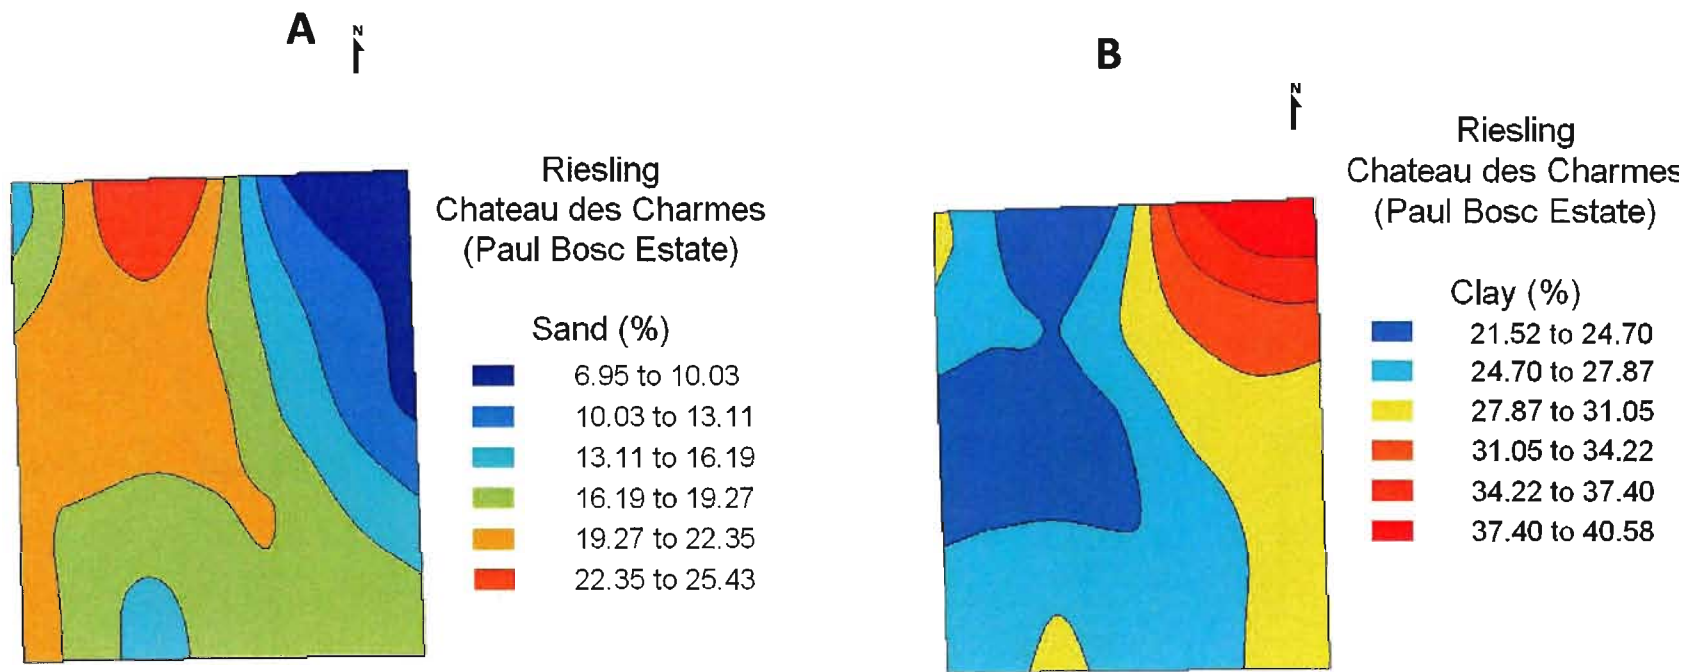 A
N
Riesling
Chateau des Charmes
(Paul Bosc Estate)
Sand (%)
6.95 to 10.03
10.03 to 13.11
13.11 to 16.19
16.19 to 19.27
19.27 to 22.35
22.35 to 25.43
B
N
Riesling
Chateau des Charmes
(Paul Bosc Estate)
Clay (%)
21.52 to 24.70
24.70 to 27.87
27.87 to 31.05
31.05 to 34.22
34.22 to 37.40
37.40 to 40.58